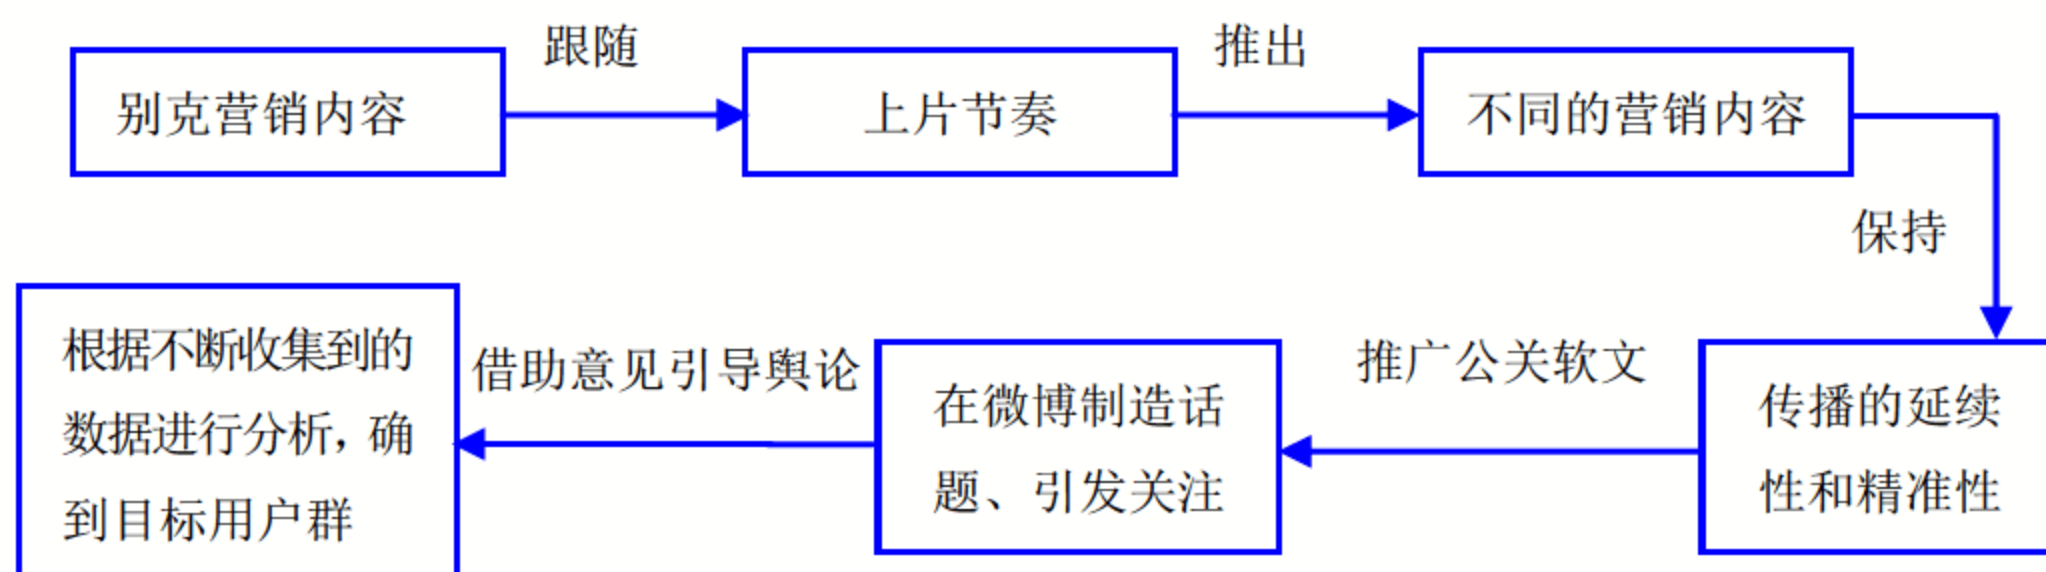 跟随
推出
别克营销内容
上片节奏
不同的营销内容
保持
推广公关软文
传播的延续
性和精准性
在微博制造话
题、引发关注
借助意见引导舆论
根据不断收集到的
数据进行分析，确
到目标用户群